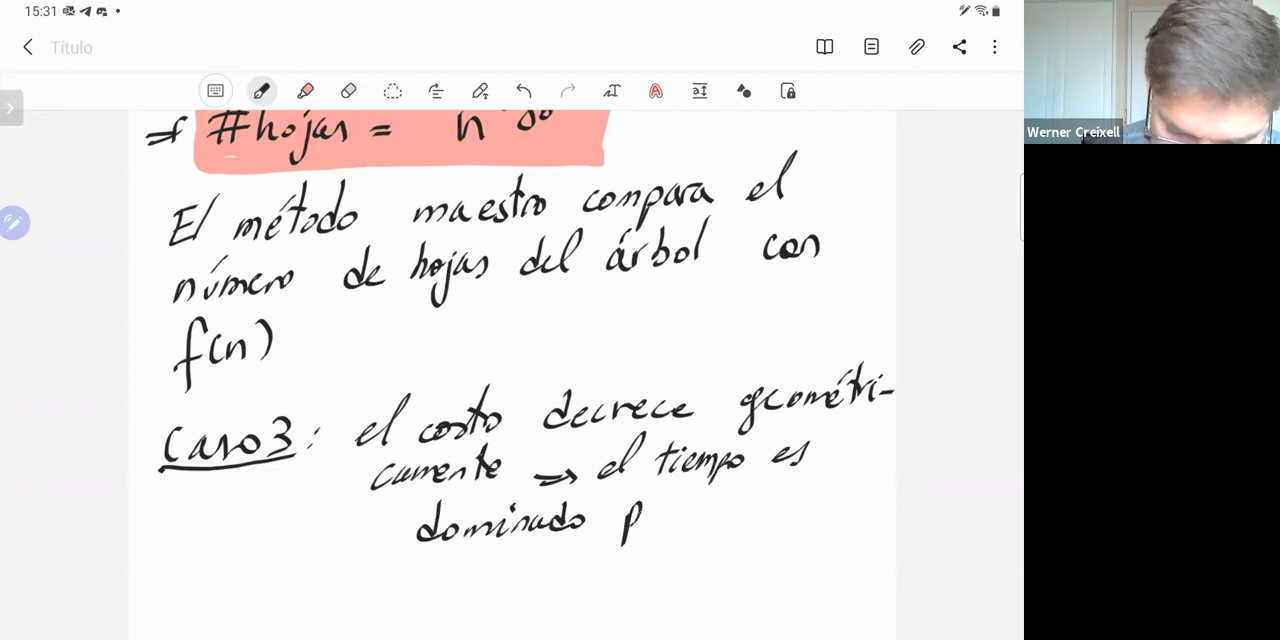 15:31
Título
⇒ #hojas = n
El método maestro compara el
número de hojas del árbol con
f(n)
Caso 3: el costo decrece geométri-
camente ⇒ el tiempo es
dominado p
Werner Creixell